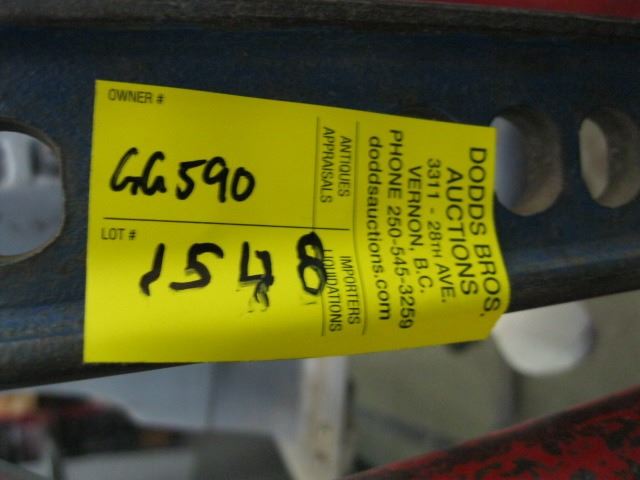 OWNER #
GG590
LOT #
1548
ANTIQUES
APPRAISALS
IMPORTERS
LIQUIDATIONS
DODDS BROS.
AUCTIONS
3311 - 28TH AVE.
VERNON, B.C.
PHONE 250-545-3259
doddsauctions.com